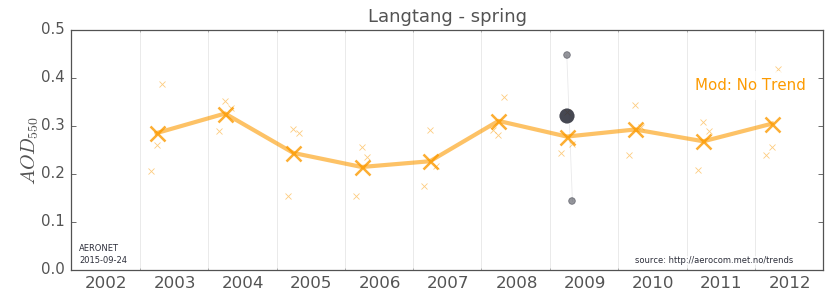 Langtang - spring
0.5
0.4
0.3
0.2
0.1
0.0
AOD550
Mod: No Trend
AERONET
2015-09-24
source: http://aerocom.met.no/trends
2002 2003 2004 2005 2006 2007 2008 2009 2010 2011 2012